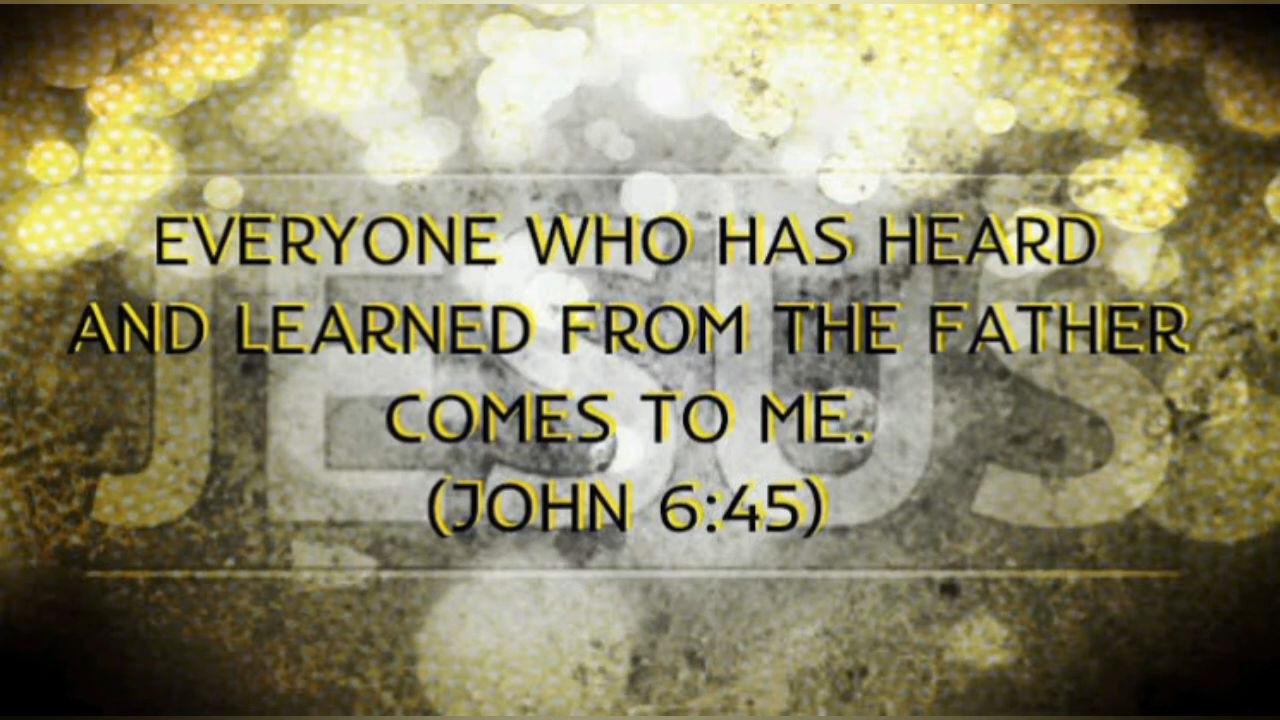 JESUS
EVERYONE WHO HAS HEARD
AND LEARNED FROM THE FATHER
COMES TO ME.
(JOHN 6:45)